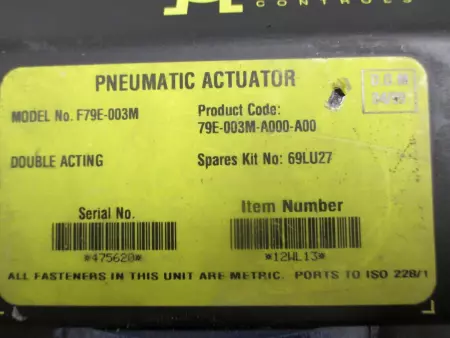 CONTROLS
PNEUMATIC ACTUATOR
MODEL No. F79E-003M
Product Code:
79E-003M-A000-A00
DOUBLE ACTING
Spares Kit No: 69LU27
Serial No.
*475620*
Item Number
*12WL13*
ALL FASTENERS IN THIS UNIT ARE METRIC. PORTS TO ISO 228/1